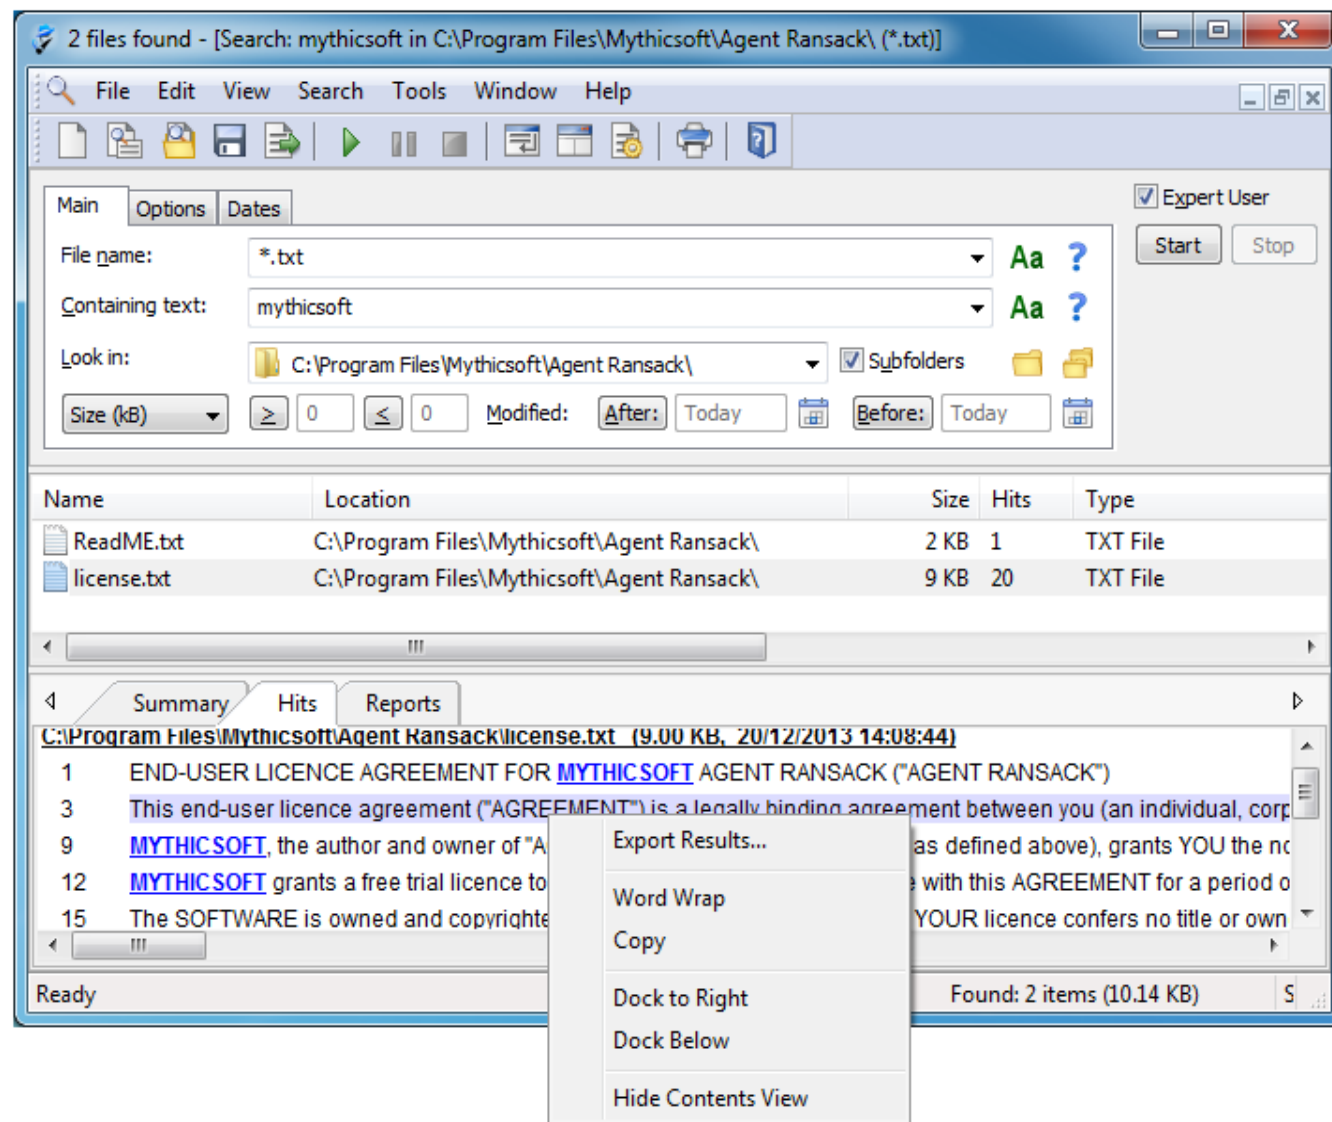 2 files found - [Search: mythicsoft in C:\Program Files\Mythicsoft\Agent Ransack\ (*.txt)]
File Edit View Search Tools Window Help
Main Options Dates
Expert User
File name: *.txt Aa ?
Start Stop
Containing text: mythicsoft Aa ?
Look in: C:\Program Files\Mythicsoft\Agent Ransack\ Subfolders
Size (kB) ≥ 0 ≤ 0 Modified: After: Today Before: Today
Name Location Size Hits Type
ReadME.txt C:\Program Files\Mythicsoft\Agent Ransack\ 2 KB 1 TXT File
license.txt C:\Program Files\Mythicsoft\Agent Ransack\ 9 KB 20 TXT File
Summary Hits Reports
C:\Program Files\Mythicsoft\Agent Ransack\license.txt (9.00 KB, 20/12/2013 14:08:44)
1 END-USER LICENCE AGREEMENT FOR MYTHICSOFT AGENT RANSACK ("AGENT RANSACK")
3 This end-user licence agreement ("AGREEMENT") is a legally binding agreement between you (an individual, corp
9 MYTHICSOFT, the author and owner of "A as defined above), grants YOU the no
12 MYTHICSOFT grants a free trial licence to with this AGREEMENT for a period o
15 The SOFTWARE is owned and copyrighte YOUR licence confers no title or own
Export Results...
Word Wrap
Copy
Dock to Right
Dock Below
Hide Contents View
Ready Found: 2 items (10.14 KB) S